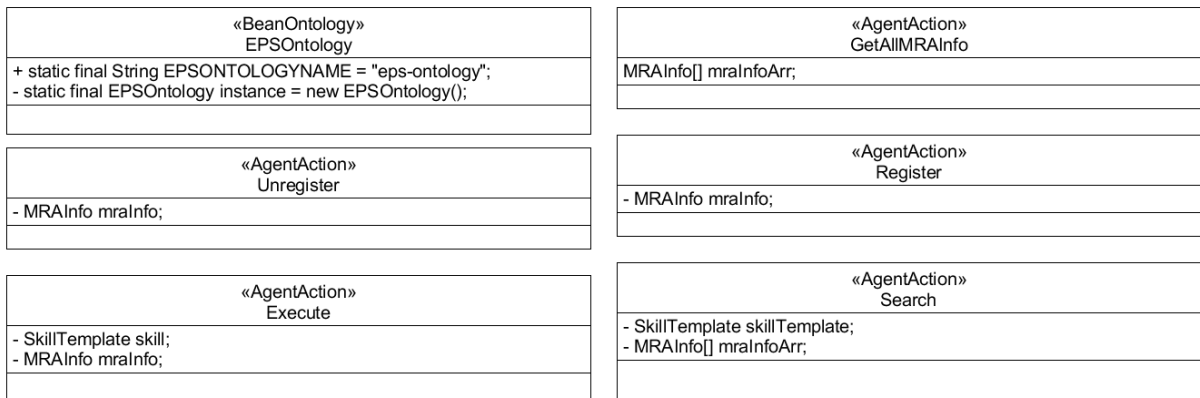 «BeanOntology»
EPSOntology
+ static final String EPSONTOLOGYNAME = "eps-ontology";
- static final EPSOntology instance = new EPSOntology();
«AgentAction»
GetAllMRAInfo
MRAInfo[] mraInfoArr;
«AgentAction»
Unregister
- MRAInfo mraInfo;
«AgentAction»
Register
- MRAInfo mraInfo;
«AgentAction»
Execute
- SkillTemplate skill;
- MRAInfo mraInfo;
«AgentAction»
Search
- SkillTemplate skillTemplate;
- MRAInfo[] mraInfoArr;